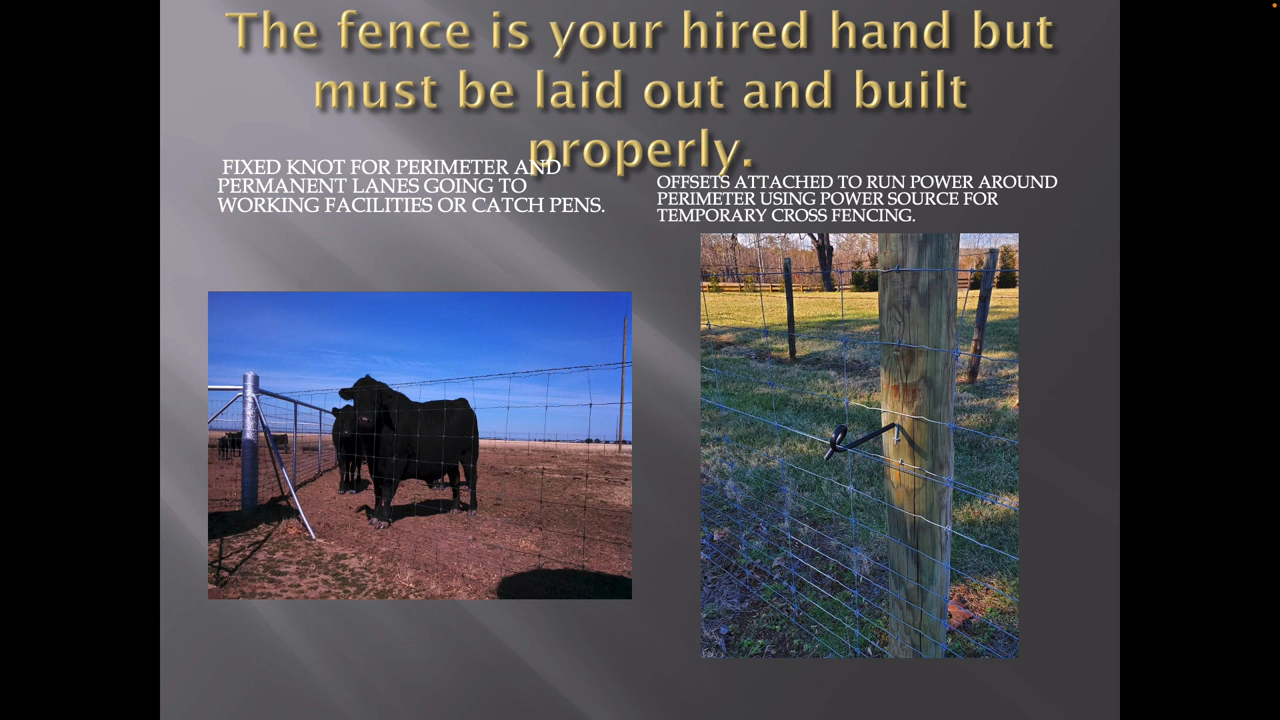 The fence is your hired hand but
must be laid out and built
properly.
FIXED KNOT FOR PERIMETER AND
PERMANENT LANES GOING TO
WORKING FACILITIES OR CATCH PENS.
OFFSETS ATTACHED TO RUN POWER AROUND
PERIMETER USING POWER SOURCE FOR
TEMPORARY CROSS FENCING.